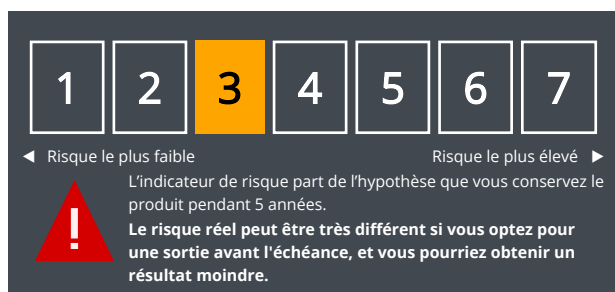 1 2 3 4 5 6 7
◄ Risque le plus faible Risque le plus élevé ►
L’indicateur de risque part de l’hypothèse que vous conservez le
produit pendant 5 années.
Le risque réel peut être très différent si vous optez pour
une sortie avant l'échéance, et vous pourriez obtenir un
résultat moindre.
!